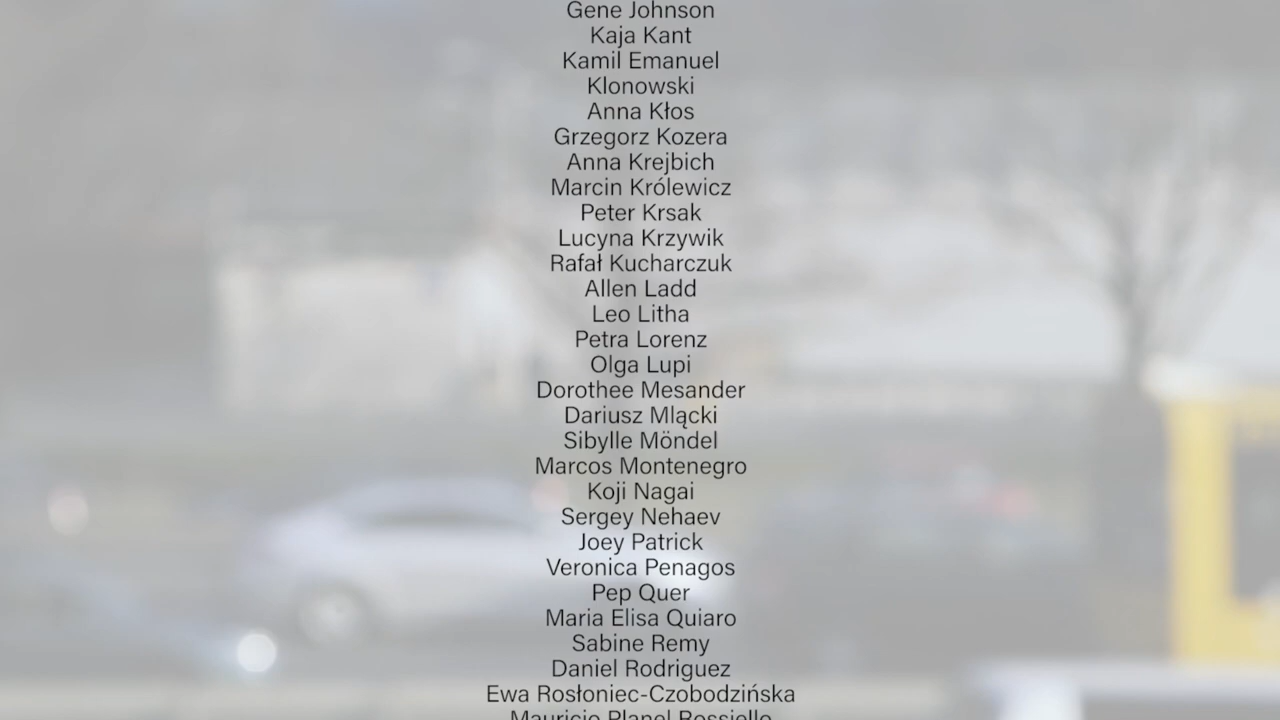 Gene Johnson
Kaja Kant
Kamil Emanuel
Klonowski
Anna Kłos
Grzegorz Kozera
Anna Krejbich
Marcin Królewicz
Peter Krsak
Lucyna Krzywik
Rafał Kucharczuk
Allen Ladd
Leo Litha
Petra Lorenz
Olga Lupi
Dorothee Mesander
Dariusz Mlącki
Sibylle Möndel
Marcos Montenegro
Koji Nagai
Sergey Nehaev
Joey Patrick
Veronica Penagos
Pep Quer
Maria Elisa Quiaro
Sabine Remy
Daniel Rodriguez
Ewa Rosłoniec-Czobodzińska
Mauricio Planel Rossiello